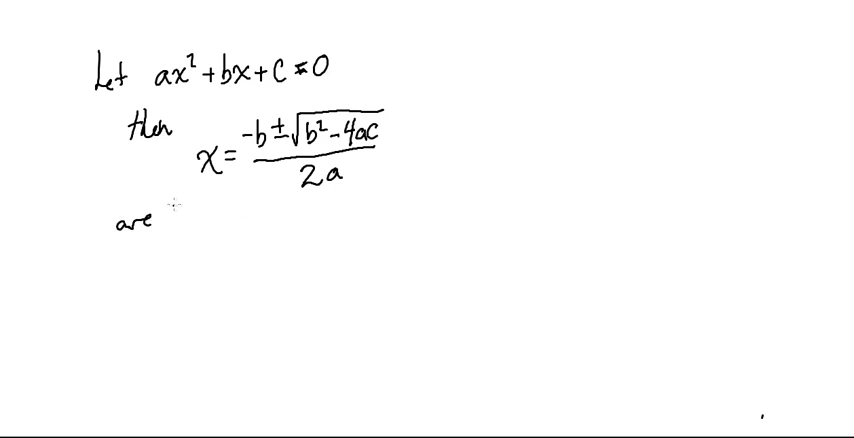 Let ax²+bx+c=0
then
x = (-b±√(b²-4ac))/(2a)
are